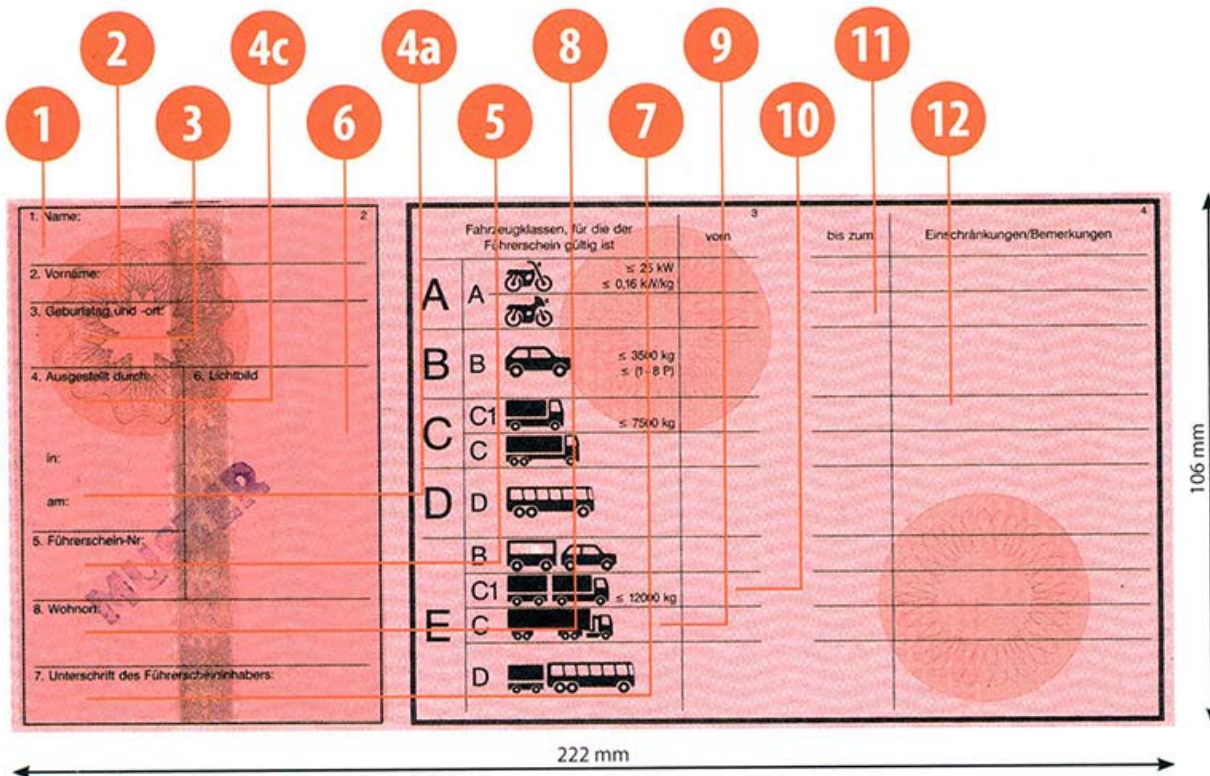 2
4c
4a
8
9
11
1
3
6
5
7
10
12
1. Name:
2
2. Vorname:
3. Geburtstag und -ort:
4. Ausgestellt durch:
6. Lichtbild
in:
am:
5. Führerschein-Nr:
8. Wohnort:
7. Unterschrift des Führerscheininhabers:
MUSTER
3
4
Fahrzeugklassen, für die der
Führerschein gültig ist
vom
bis zum
Einschränkungen/Bemerkungen
A
A
≤ 25 kW
≤ 0,16 kW/kg
B
B
≤ 3500 kg
≤ (1-8 P)
C
C1
≤ 7500 kg
C
D
D
E
B
C1
≤ 12000 kg
C
D
106 mm
222 mm